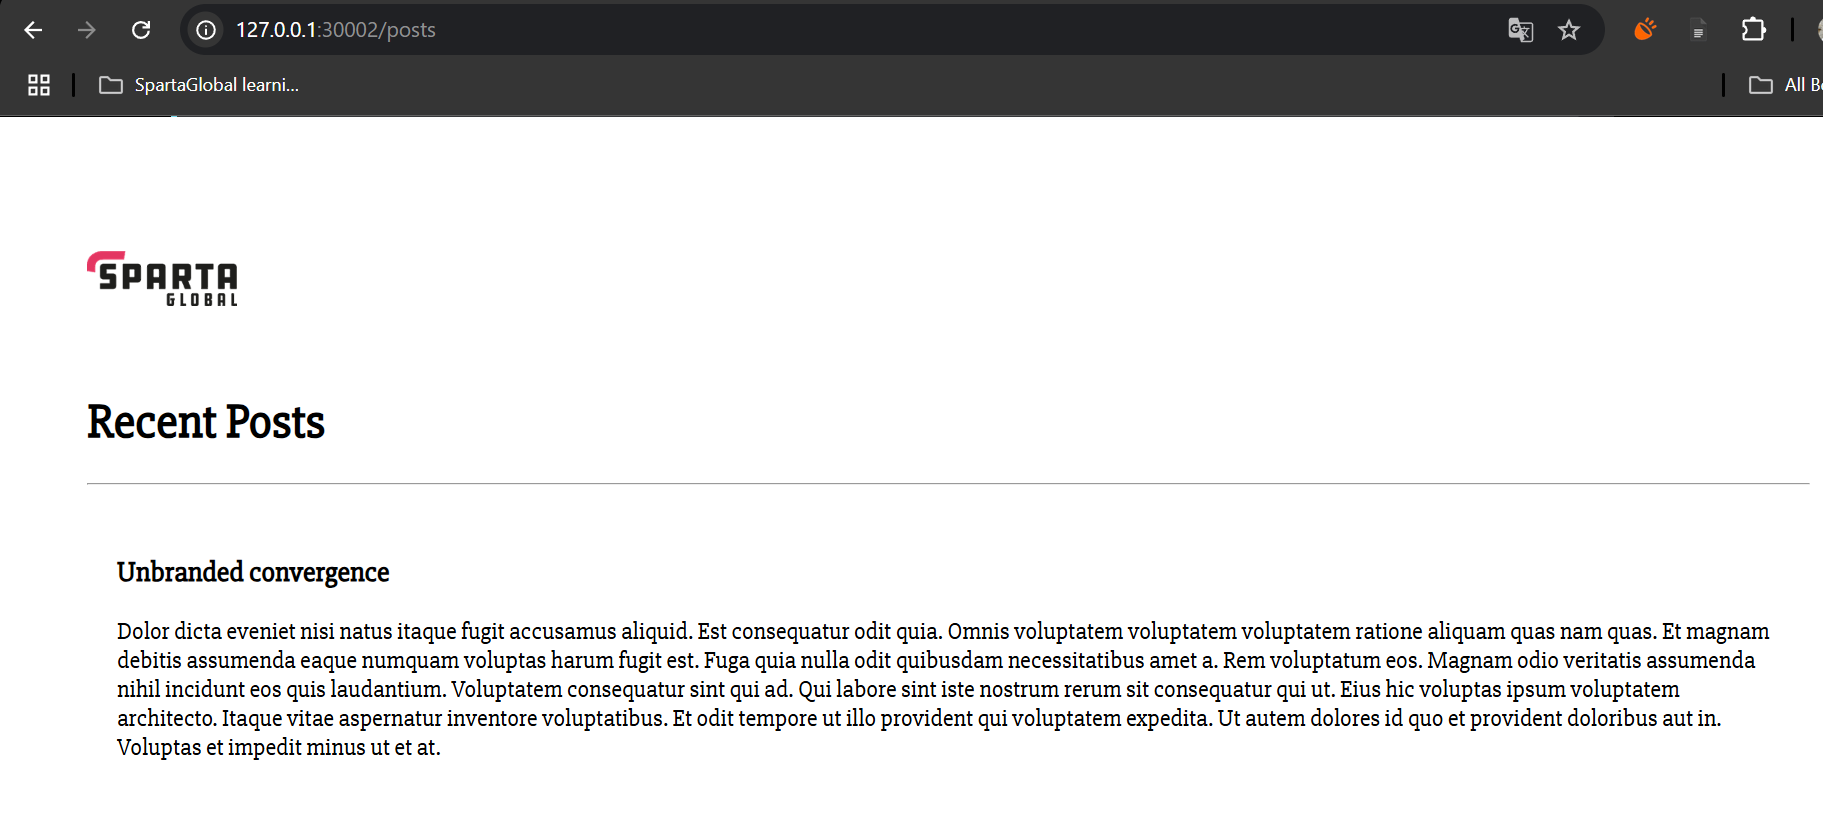 127.0.0.1:30002/posts
SpartaGlobal learni...
All B
SPARTA
GLOBAL
Recent Posts
Unbranded convergence
Dolor dicta eveniet nisi natus itaque fugit accusamus aliquid. Est consequatur odit quia. Omnis voluptatem voluptatem voluptatem ratione aliquam quas nam quas. Et magnam
debitis assumenda eaque numquam voluptas harum fugit est. Fuga quia nulla odit quibusdam necessitatibus amet a. Rem voluptatum eos. Magnam odio veritatis assumenda
nihil incidunt eos quis laudantium. Voluptatem consequatur sint qui ad. Qui labore sint iste nostrum rerum sit consequatur qui ut. Eius hic voluptas ipsum voluptatem
architecto. Itaque vitae aspernatur inventore voluptatibus. Et odit tempore ut illo provident qui voluptatem expedita. Ut autem dolores id quo et provident doloribus aut in.
Voluptas et impedit minus ut et at.